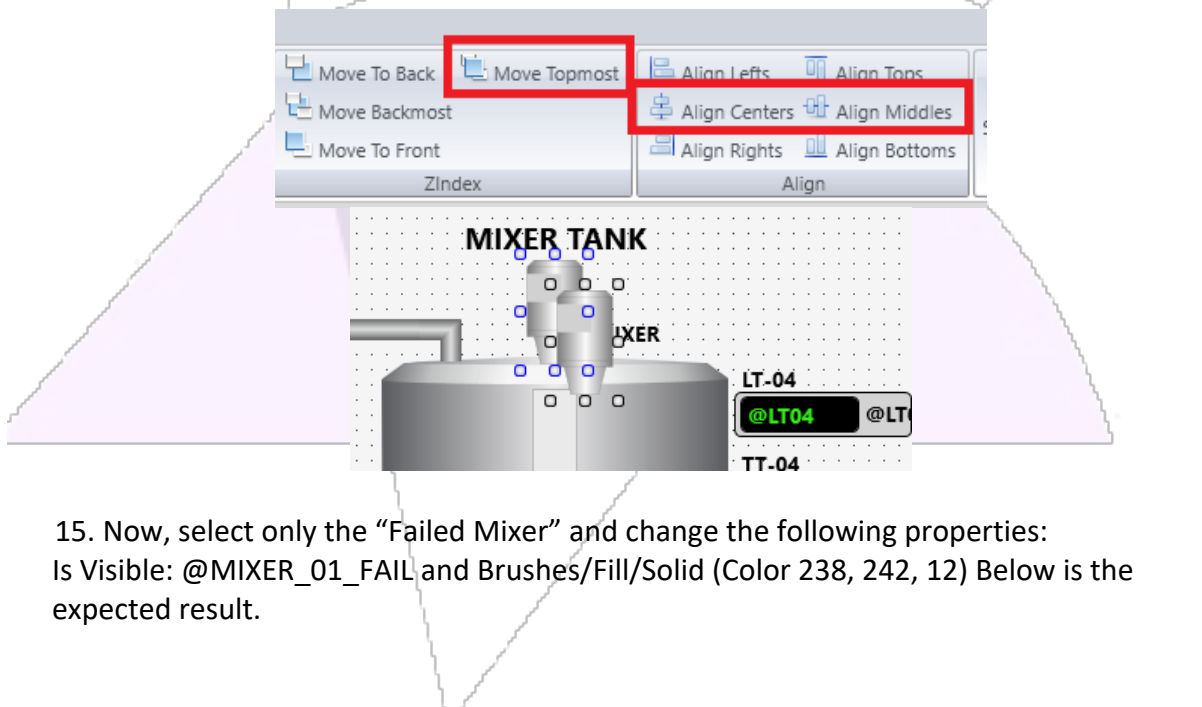 Move To Back Move Topmost Align Lefts Align Tops
Move Backmost Align Centers Align Middles
Move To Front Align Rights Align Bottoms
ZIndex Align
MIXER TANK
IXER
LT-04
@LT04 @LT
TT-04
15. Now, select only the “Failed Mixer” and change the following properties:
Is Visible: @MIXER_01_FAIL and Brushes/Fill/Solid (Color 238, 242, 12) Below is the
expected result.